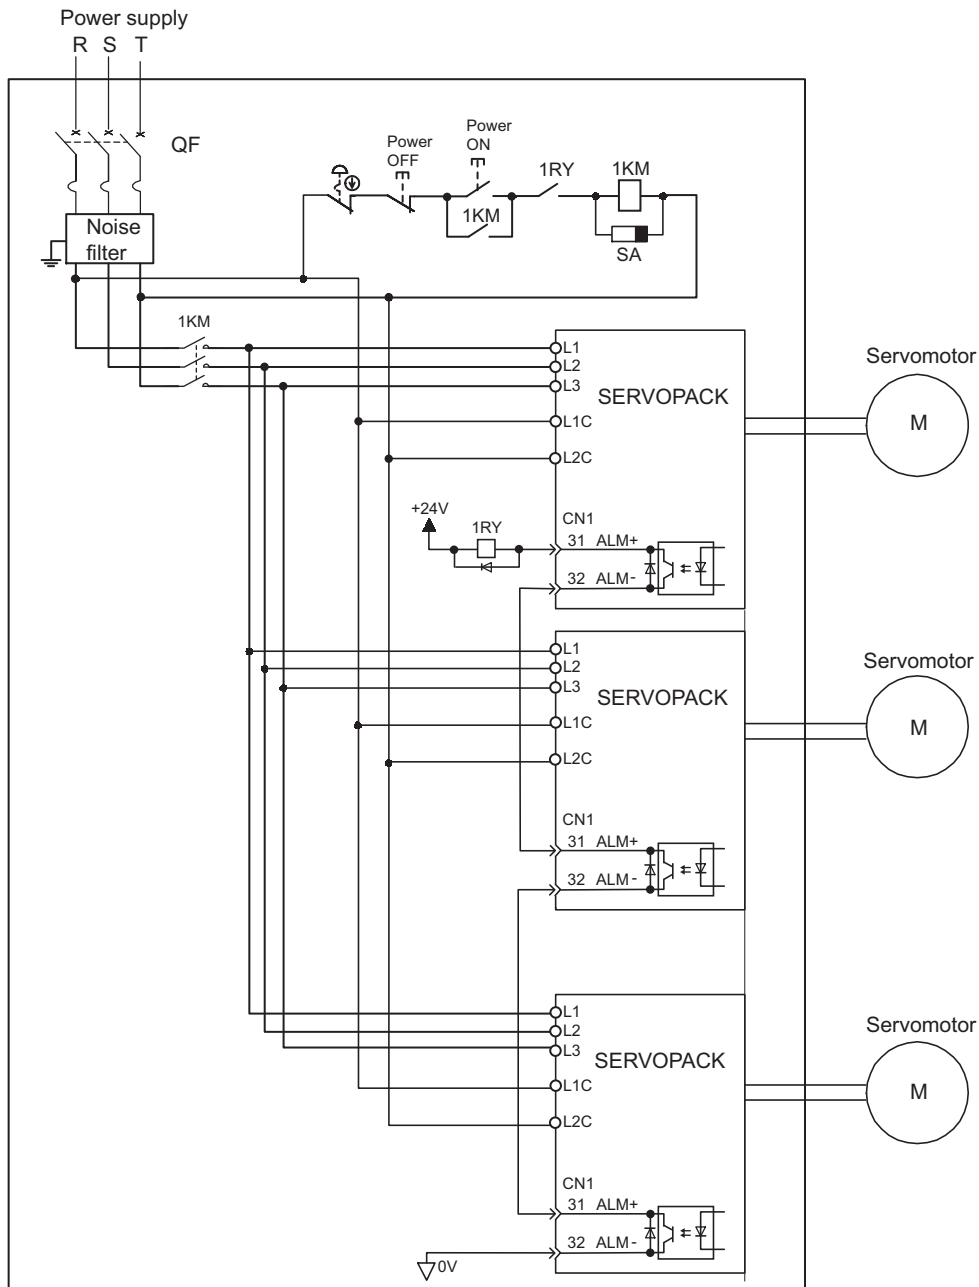 Power supply
R S T
QF
Power
OFF
Power
ON
1RY
1KM
1KM
SA
Noise
filter
1KM
L1
L2
L3
SERVOPACK
L1C
L2C
Servomotor
M
+24V
1RY
CN1
31 ALM+
32 ALM-
L1
L2
L3
SERVOPACK
L1C
L2C
Servomotor
M
CN1
31 ALM+
32 ALM-
L1
L2
L3
SERVOPACK
L1C
L2C
Servomotor
M
CN1
31 ALM+
32 ALM-
0V